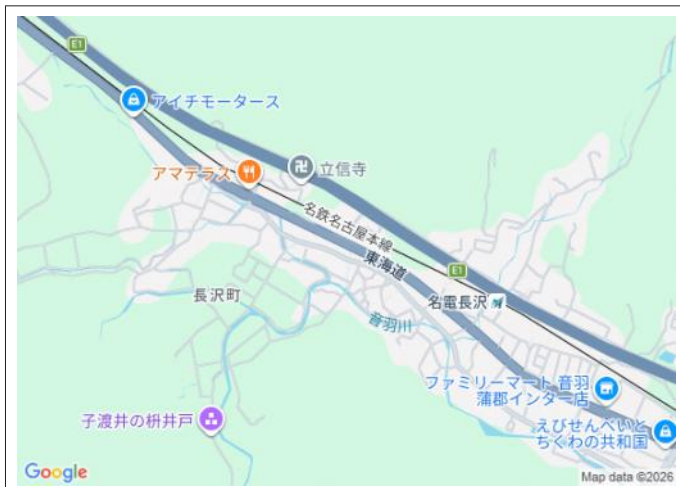 E1
アイチモータース
立信寺
アマテラス
名鉄名古屋本線
東海道
E1
長沢町
名電長沢
音羽川
ファミリーマート 音羽
蒲郡インター店
えびせんべいと
ちくわの共和国
子渡井の枡井戸
Google
Map data ©2026